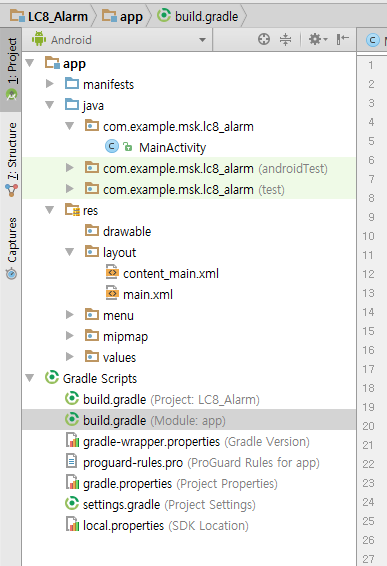 LC8_Alarm app build.gradle
Android
1: Project
7: Structure
Captures
app
manifests
java
com.example.msk.lc8_alarm
MainActivity
com.example.msk.lc8_alarm (androidTest)
com.example.msk.lc8_alarm (test)
res
drawable
layout
content_main.xml
main.xml
menu
mipmap
values
Gradle Scripts
build.gradle (Project: LC8_Alarm)
build.gradle (Module: app)
gradle-wrapper.properties (Gradle Version)
proguard-rules.pro (ProGuard Rules for app)
gradle.properties (Project Properties)
settings.gradle (Project Settings)
local.properties (SDK Location)
C
1
2
3
4
5
6
7
8
9
10
11
12
13
14
15
16
17
18
19
20
21
22
23
24
25
26
27